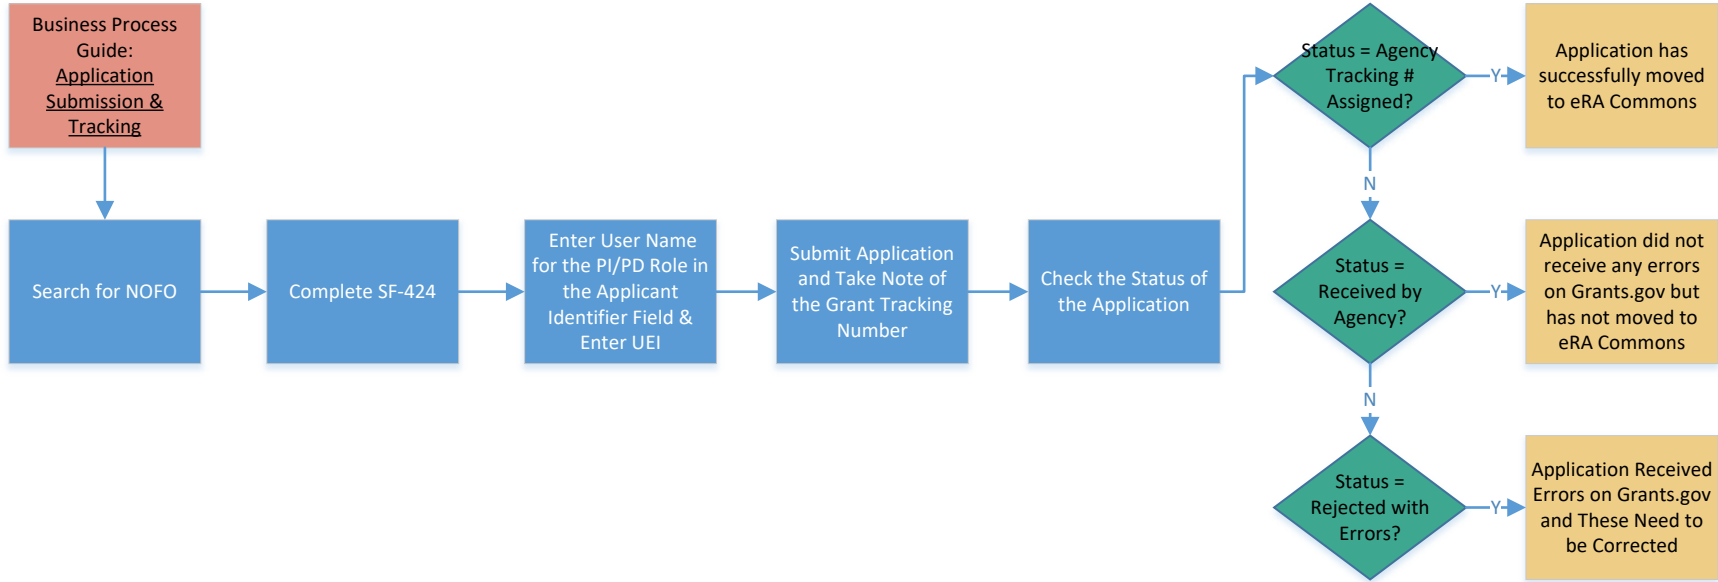 Business Process
Guide:
Application
Submission &
Tracking
Search for NOFO
Complete SF-424
Enter User Name
for the PI/PD Role in
the Applicant
Identifier Field &
Enter UEI
Submit Application
and Take Note of
the Grant Tracking
Number
Check the Status of
the Application
Status = Agency
Tracking #
Assigned?
Y
Application has
successfully moved
to eRA Commons
N
Status =
Received by
Agency?
Y
Application did not
receive any errors
on Grants.gov but
has not moved to
eRA Commons
N
Status =
Rejected with
Errors?
Y
Application Received
Errors on Grants.gov
and These Need to
be Corrected